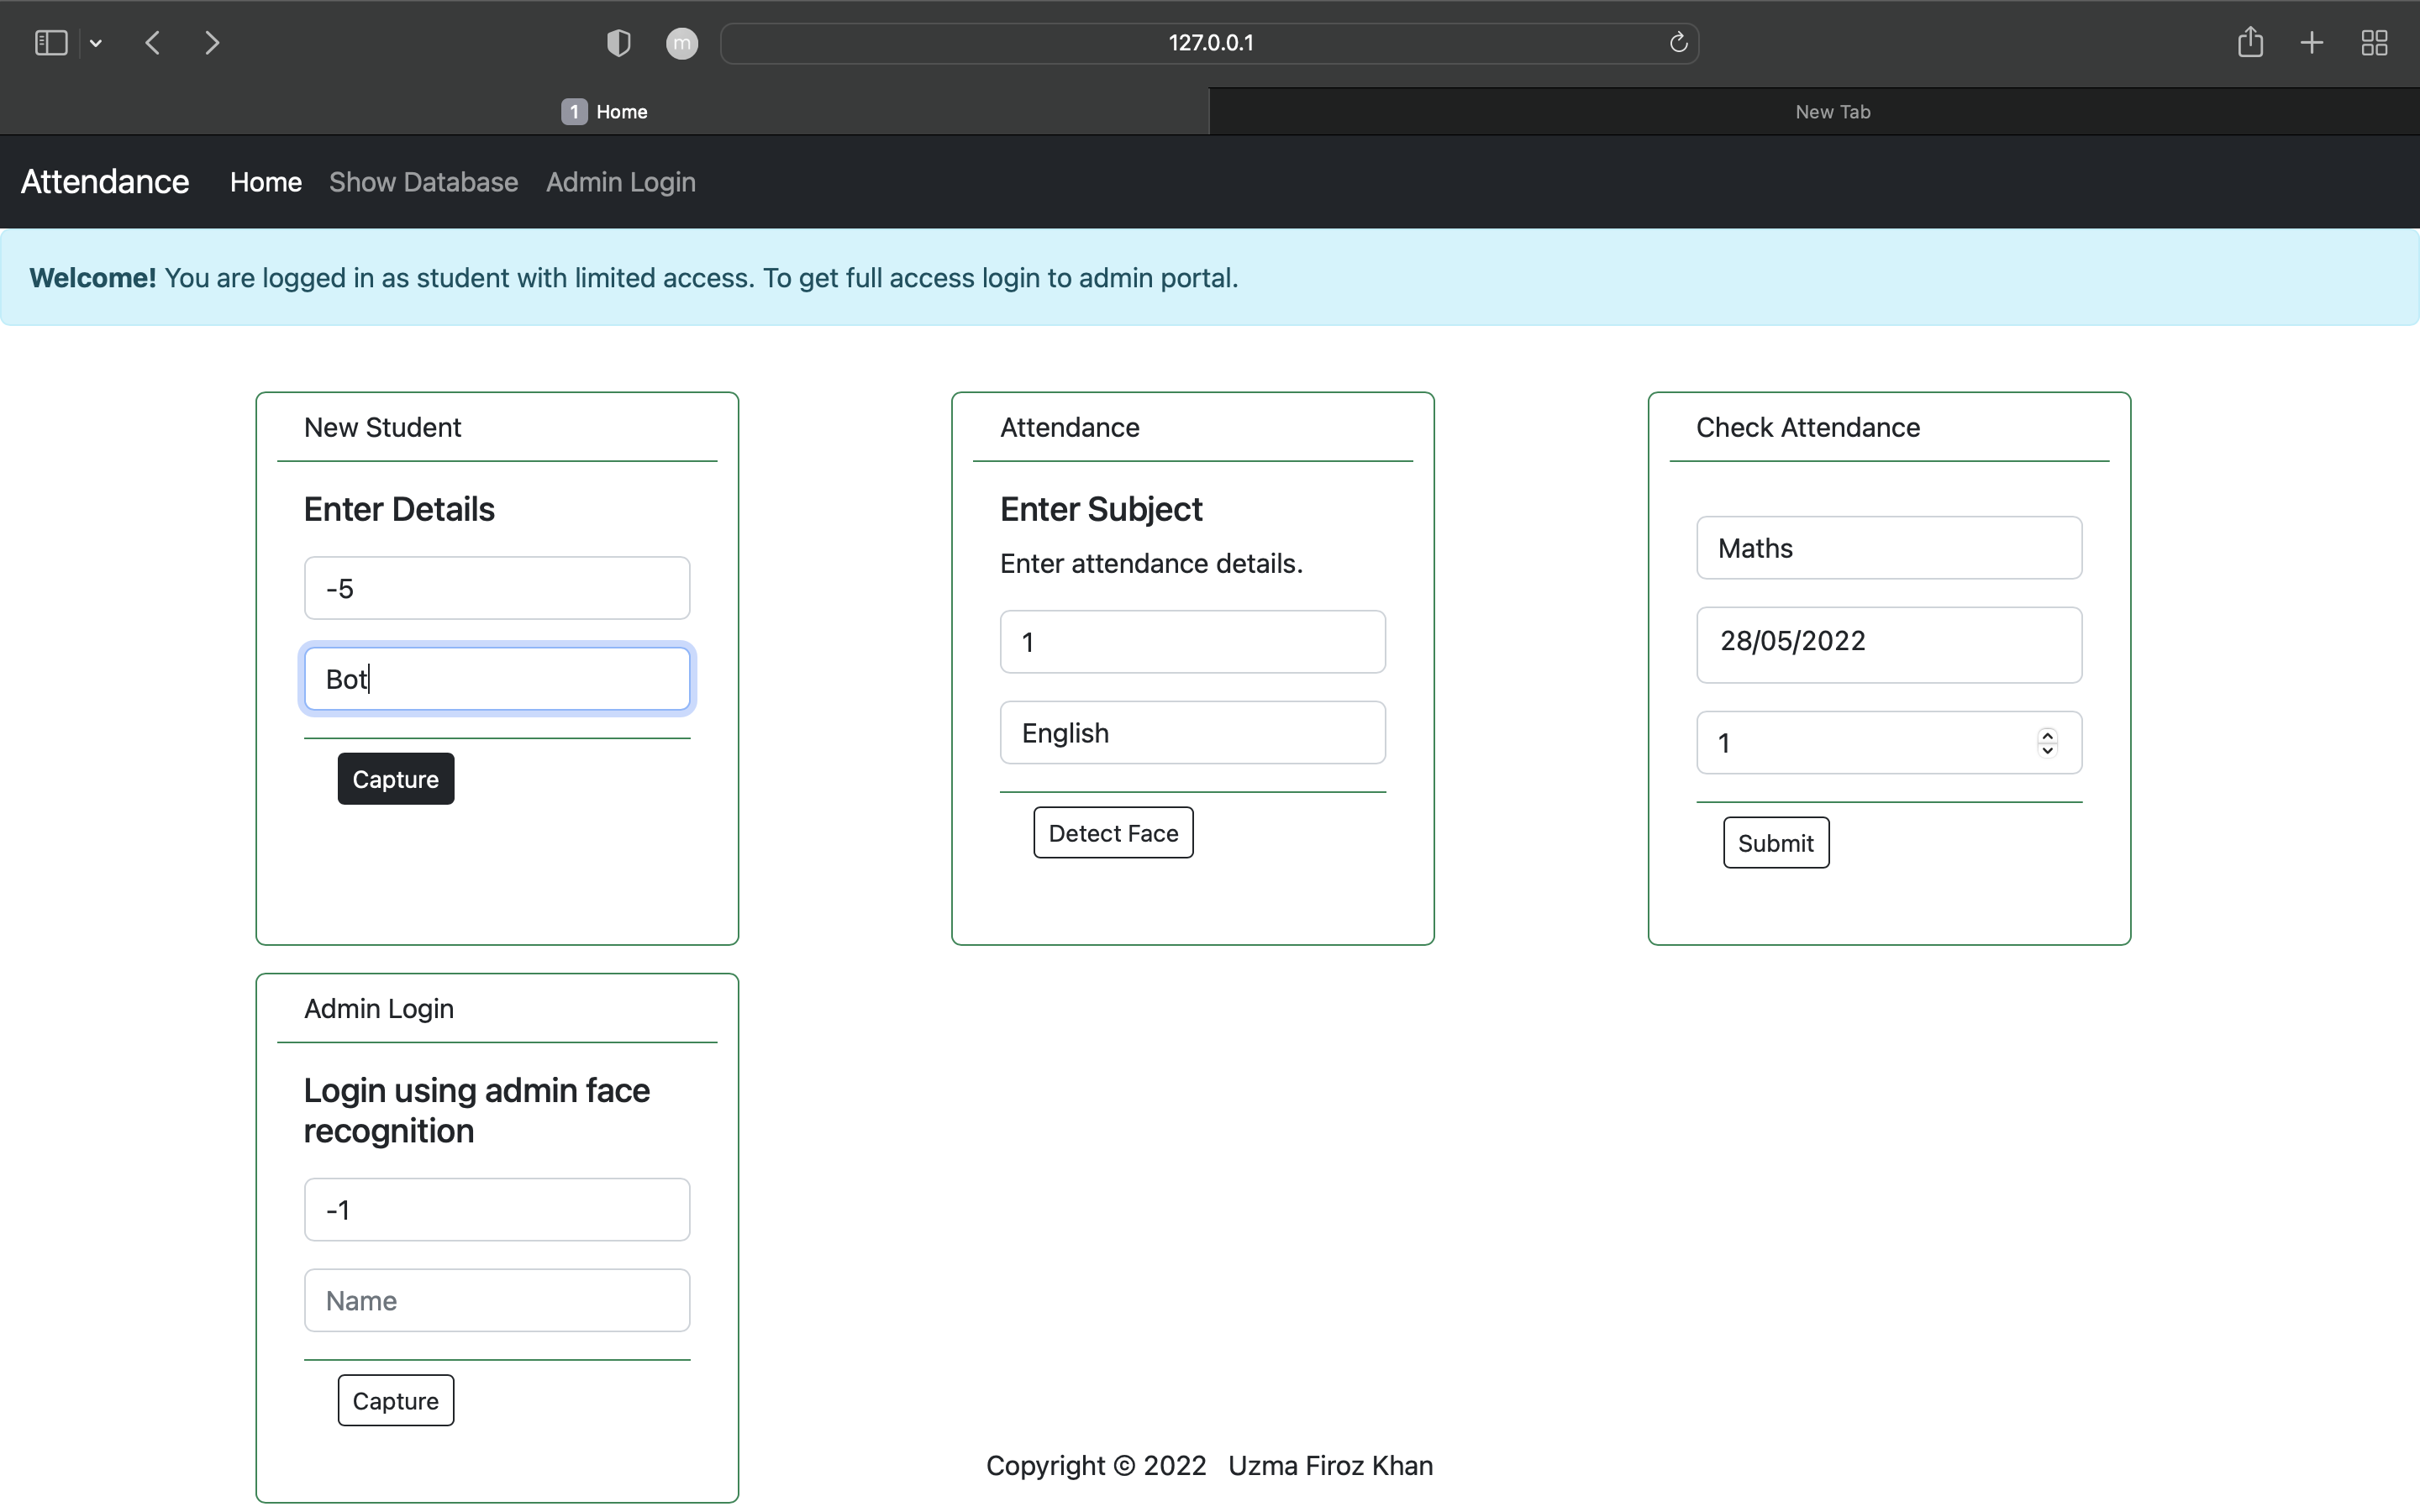 m
127.0.0.1
1 Home
New Tab
Attendance Home Show Database Admin Login
Welcome! You are logged in as student with limited access. To get full access login to admin portal.
New Student
Enter Details
-5
Bot
Capture
Attendance
Enter Subject
Enter attendance details.
1
English
Detect Face
Check Attendance
Maths
28/05/2022
1
Submit
Admin Login
Login using admin face
recognition
-1
Name
Capture
Copyright © 2022 Uzma Firoz Khan